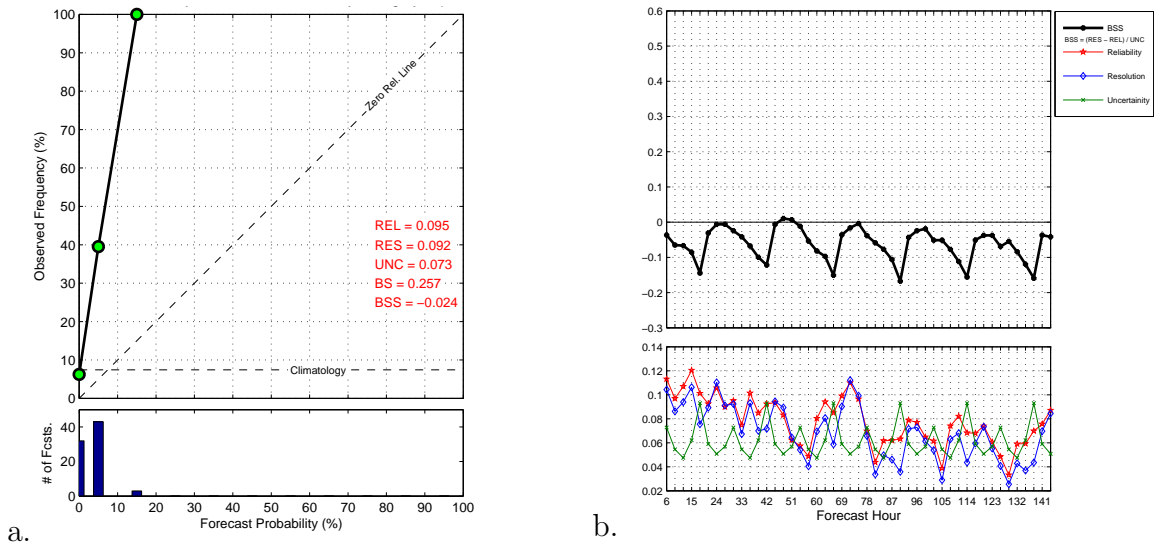 100
90
80
70
60
50
40
30
20
10
0
Observed Frequency (%)
Zero Rel. Line
REL = 0.095
RES = 0.092
UNC = 0.073
BS = 0.257
BSS = −0.024
Climatology
40
20
0
# of Fcsts.
0 10 20 30 40 50 60 70 80 90 100
Forecast Probability (%)
a.
0.6
0.5
0.4
0.3
0.2
0.1
0
−0.1
−0.2
−0.3
BSS
BSS = (RES − REL) / UNC
Reliability
Resolution
Uncertainity
0.14
0.12
0.1
0.08
0.06
0.04
0.02
6 15 24 33 42 51 60 69 78 87 96 105 114 123 132 141
Forecast Hour
b.